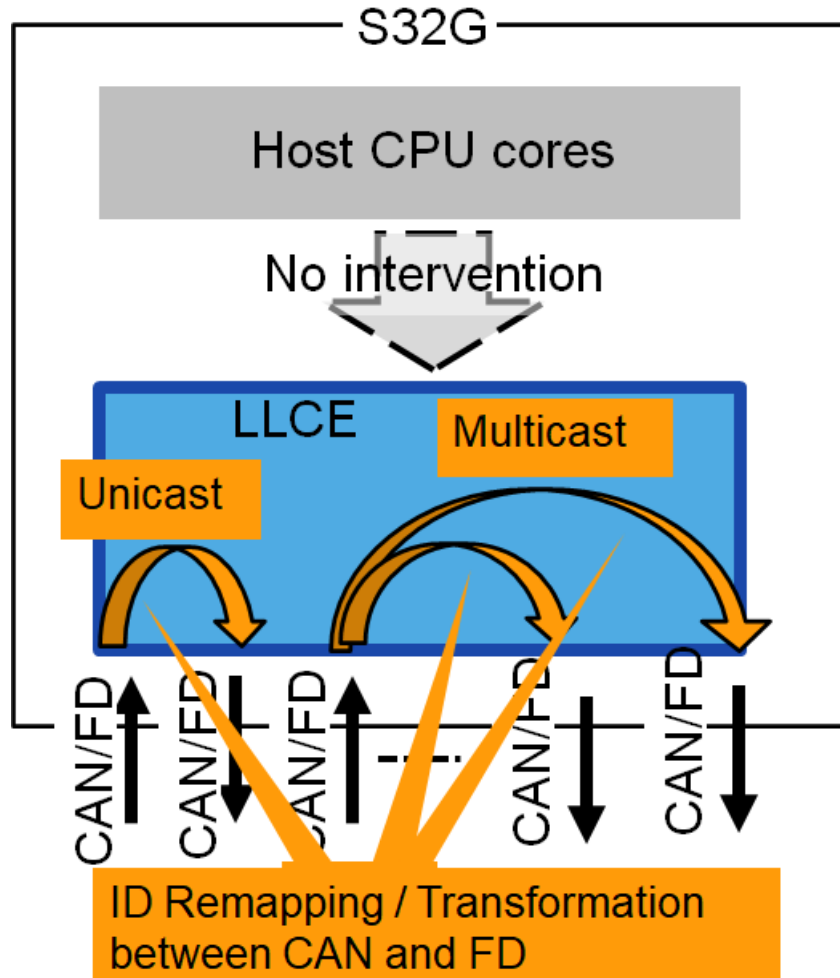 S32G
Host CPU cores
No intervention
LLCE
Multicast
Unicast
CAN/FD
CAN/FD
CAN/FD
CAN/FD
CAN/FD
ID Remapping / Transformation
between CAN and FD